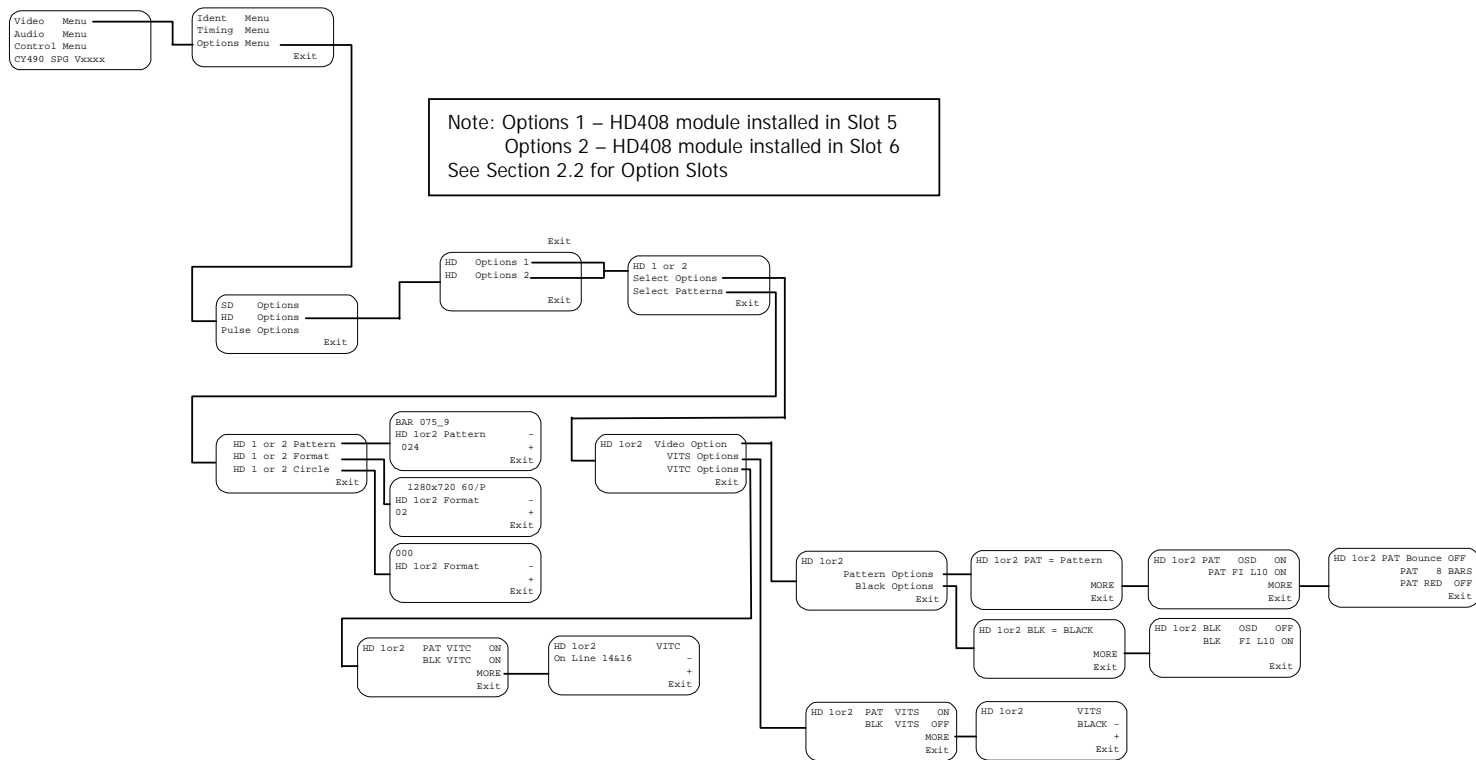 Video Menu
Audio Menu
Control Menu
CY490 SPG Vxxxx
Ident Menu
Timing Menu
Options Menu
Exit
Note: Options 1 – HD408 module installed in Slot 5
Options 2 – HD408 module installed in Slot 6
See Section 2.2 for Option Slots
Exit
HD Options 1
HD Options 2
Exit
HD 1 or 2
Select Options
Select Patterns
Exit
SD Options
HD Options
Pulse Options
Exit
HD 1 or 2 Pattern
HD 1 or 2 Format
HD 1 or 2 Circle
Exit
BAR 075_9
HD 1or2 Pattern -
024 +
Exit
1280x720 60/P
HD 1or2 Format -
02 +
Exit
000
HD 1or2 Format -
+
Exit
HD 1or2 Video Option
VITS Options
VITC Options
Exit
HD 1or2
Pattern Options
Black Options
Exit
HD 1or2 PAT = Pattern
MORE
Exit
HD 1or2 PAT OSD ON
PAT FI L10 ON
MORE
Exit
HD 1or2 PAT Bounce OFF
PAT 8 BARS
PAT RED OFF
Exit
HD 1or2 BLK = BLACK
MORE
Exit
HD 1or2 BLK OSD OFF
BLK FI L10 ON
Exit
HD 1or2 PAT VITC ON
BLK VITC ON
MORE
Exit
HD 1or2 VITC
On Line 14&16 -
+
Exit
HD 1or2 PAT VITS ON
BLK VITS OFF
MORE
Exit
HD 1or2 VITS
BLACK -
+
Exit